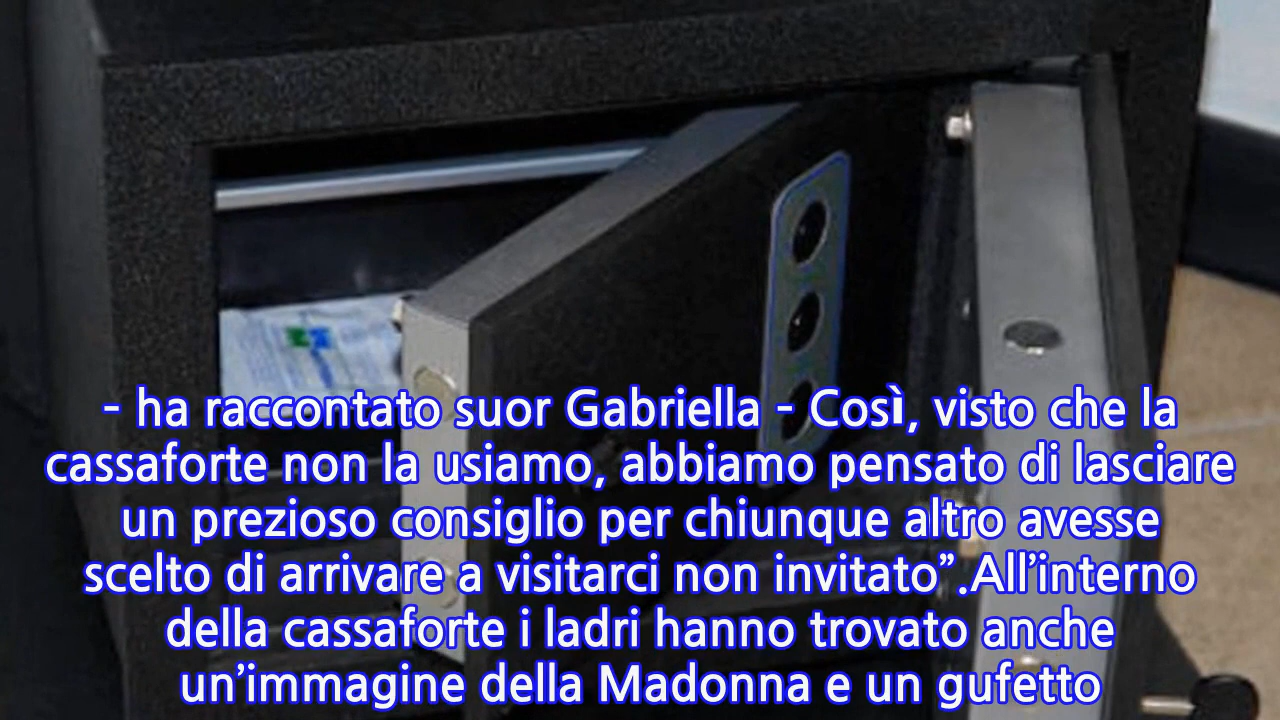 - ha raccontato suor Gabriella - Così, visto che la
cassaforte non la usiamo, abbiamo pensato di lasciare
un prezioso consiglio per chiunque altro avesse
scelto di arrivare a visitarci non invitato”.All’interno
della cassaforte i ladri hanno trovato anche
un’immagine della Madonna e un gufetto